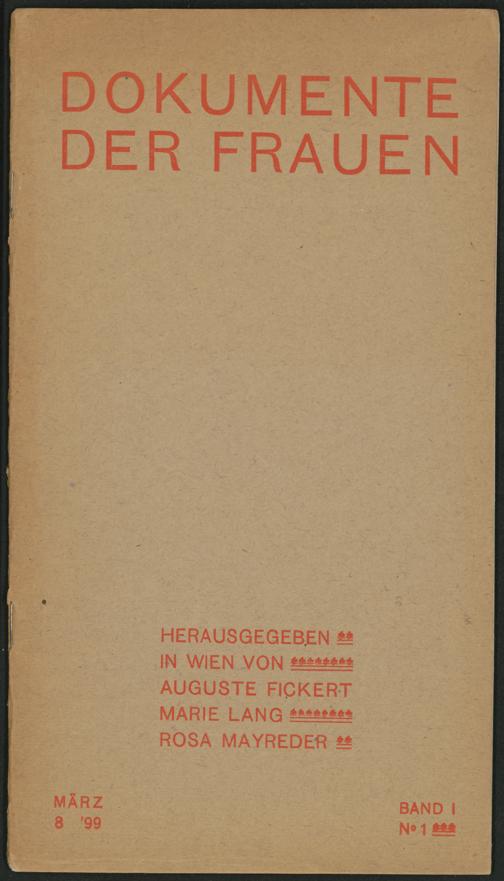 DOKUMENTE
DER FRAUEN
HERAUSGEGEBEN
IN WIEN VON
AUGUSTE FICKERT
MARIE LANG
ROSA MAYREDER
MÄRZ
8 '99
BAND I
Nº 1